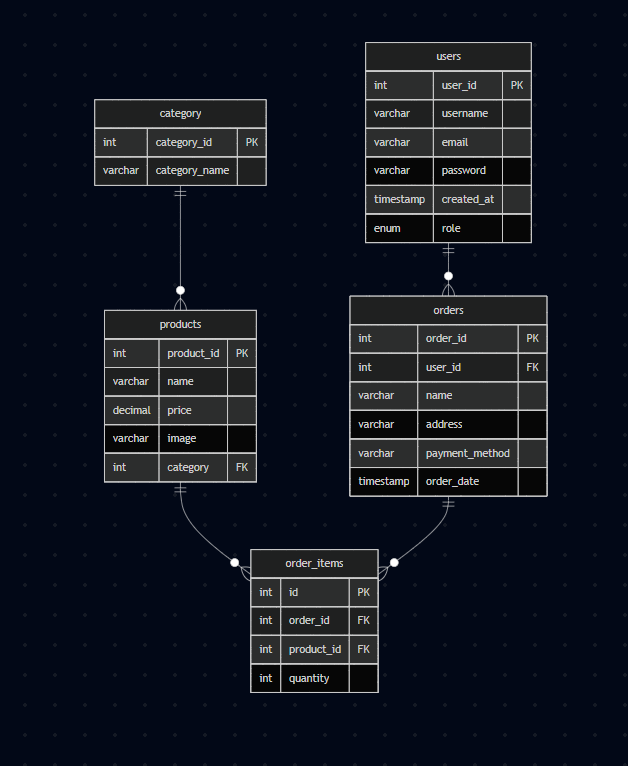 category
int category_id PK
varchar category_name
users
int user_id PK
varchar username
varchar email
varchar password
timestamp created_at
enum role
products
int product_id PK
varchar name
decimal price
varchar image
int category FK
orders
int order_id PK
int user_id FK
varchar name
varchar address
varchar payment_method
timestamp order_date
order_items
int id PK
int order_id FK
int product_id FK
int quantity